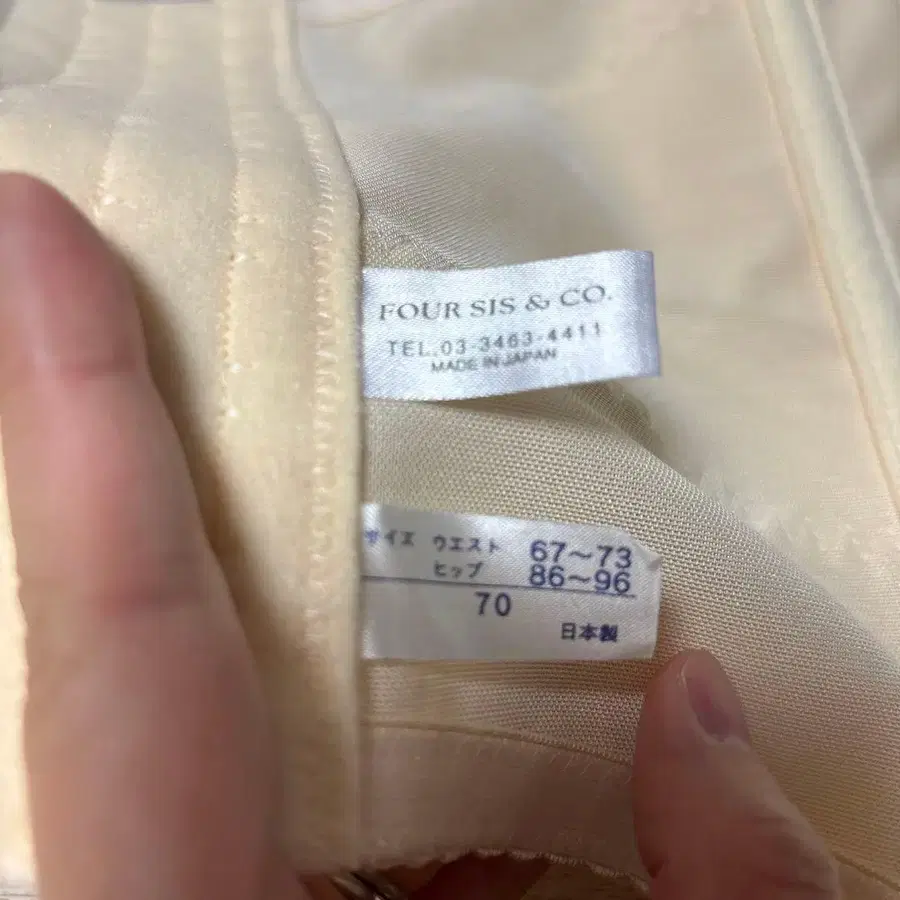 FOUR SIS & CO.
TEL.03-3463-4411
MADE IN JAPAN
サイズ ウエスト 67～73
ヒップ 86～96
70
日本製